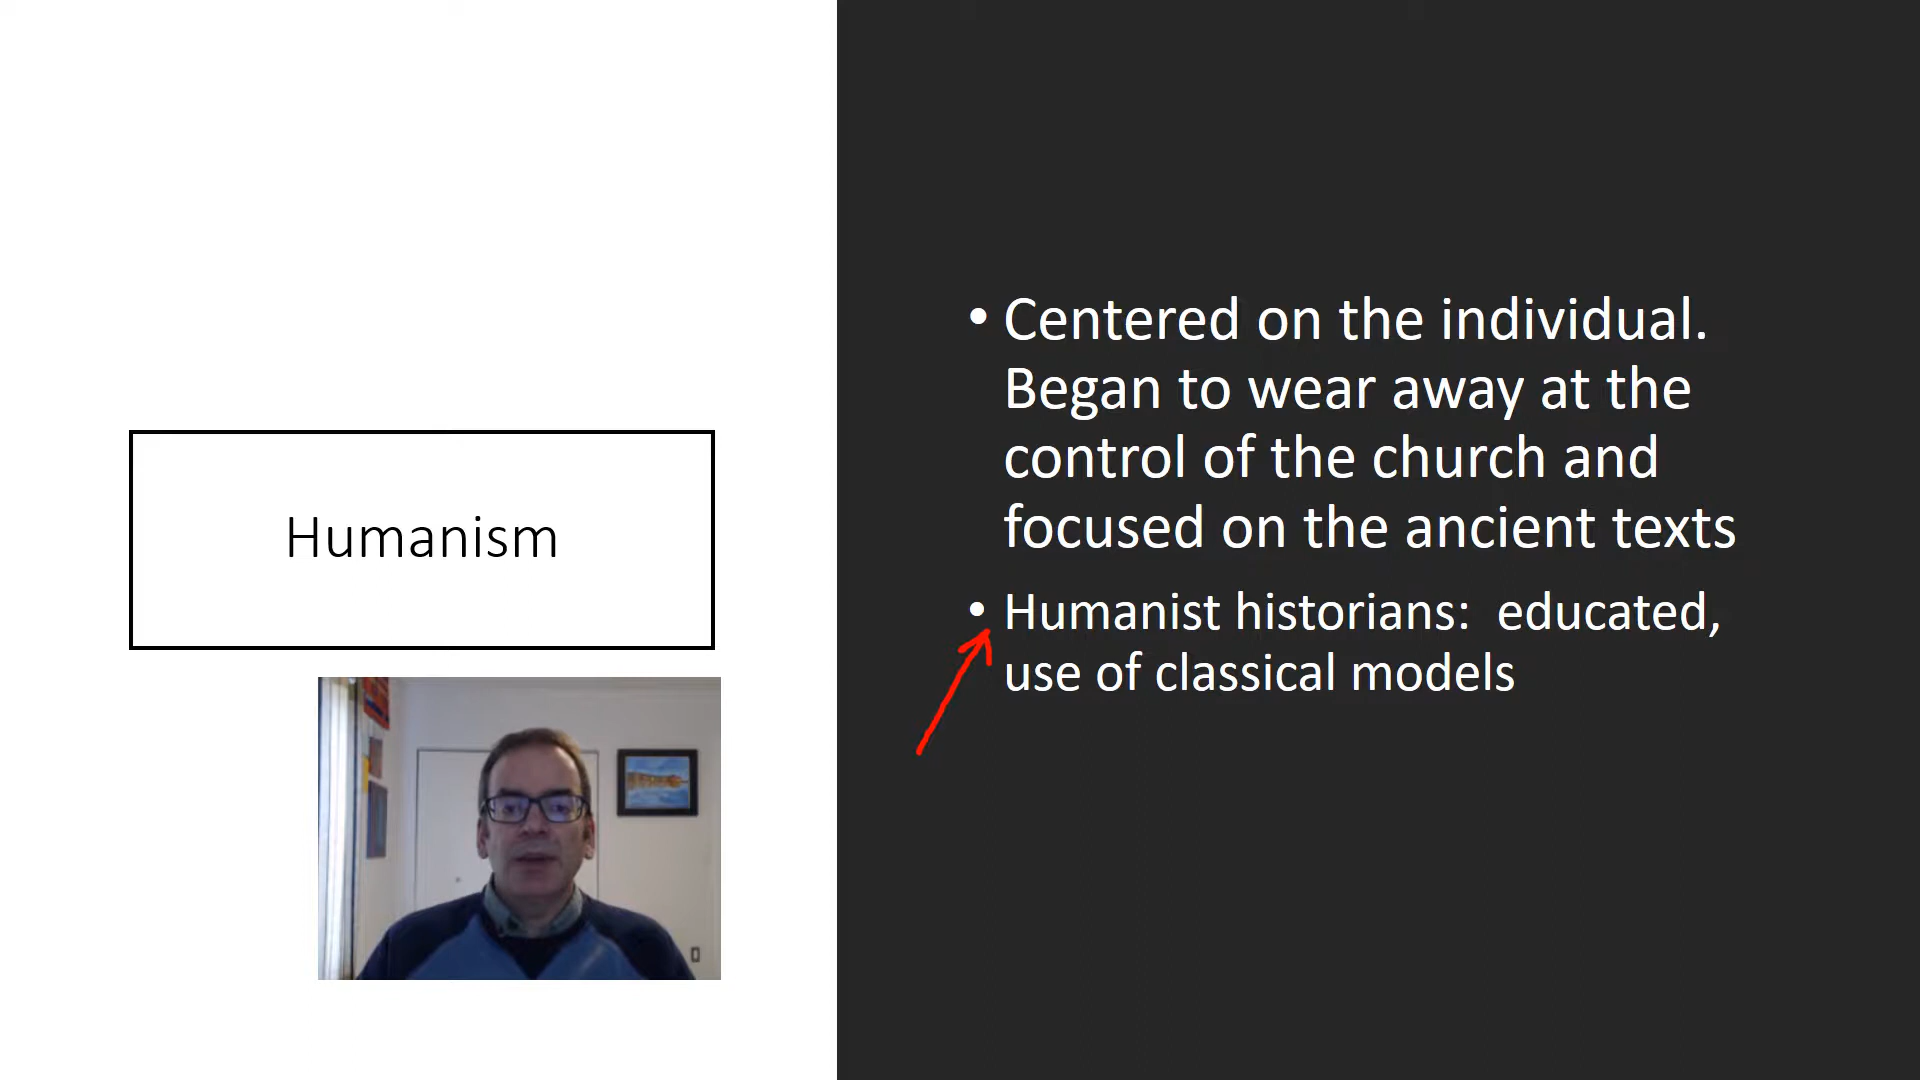 Humanism
• Centered on the individual.
Began to wear away at the
control of the church and
focused on the ancient texts
• Humanist historians:  educated,
use of classical models